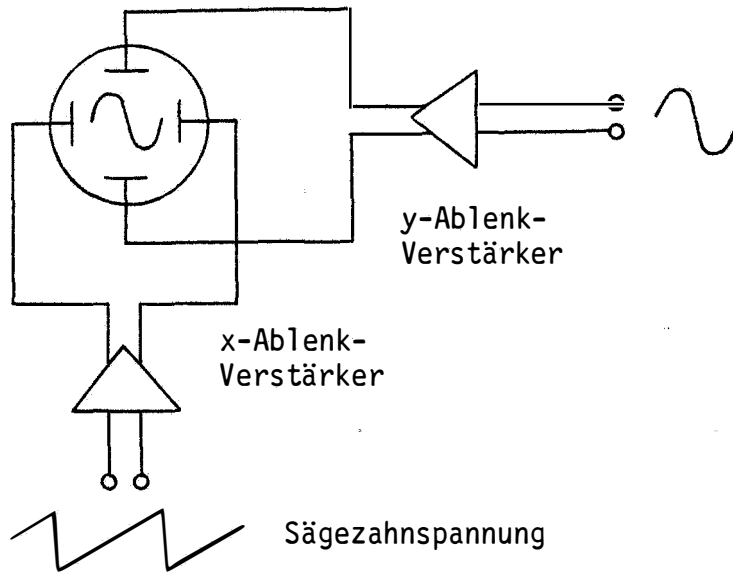 y-Ablenk-
Verstärker
x-Ablenk-
Verstärker
Sägezahnspannung